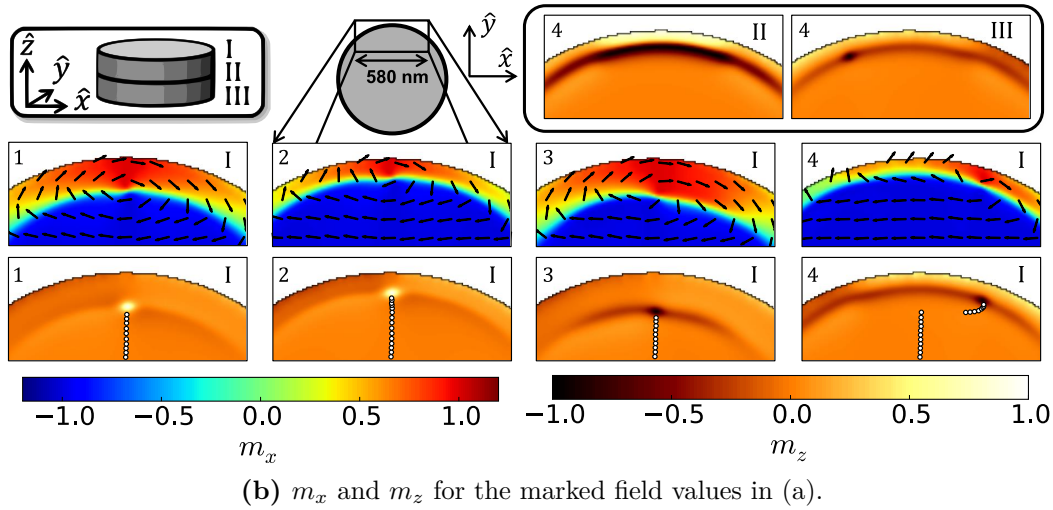 ẑ
ŷ
x̂
I
II
III
580 nm
ŷ
x̂
4 II
4 III
1 I
2 I
3 I
4 I
1 I
2 I
3 I
4 I
−1.0 −0.5 0.0 0.5 1.0
m_x
−1.0 −0.5 0.0 0.5 1.0
m_z
(b) m_x and m_z for the marked field values in (a).